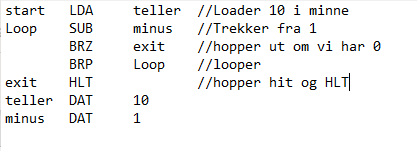 start LDA teller //Loader 10 i minne
Loop SUB minus //Trekker fra 1
BRZ exit //hopper ut om vi har 0
BRP Loop //looper
exit HLT //hopper hit og HLT
teller DAT 10
minus DAT 1